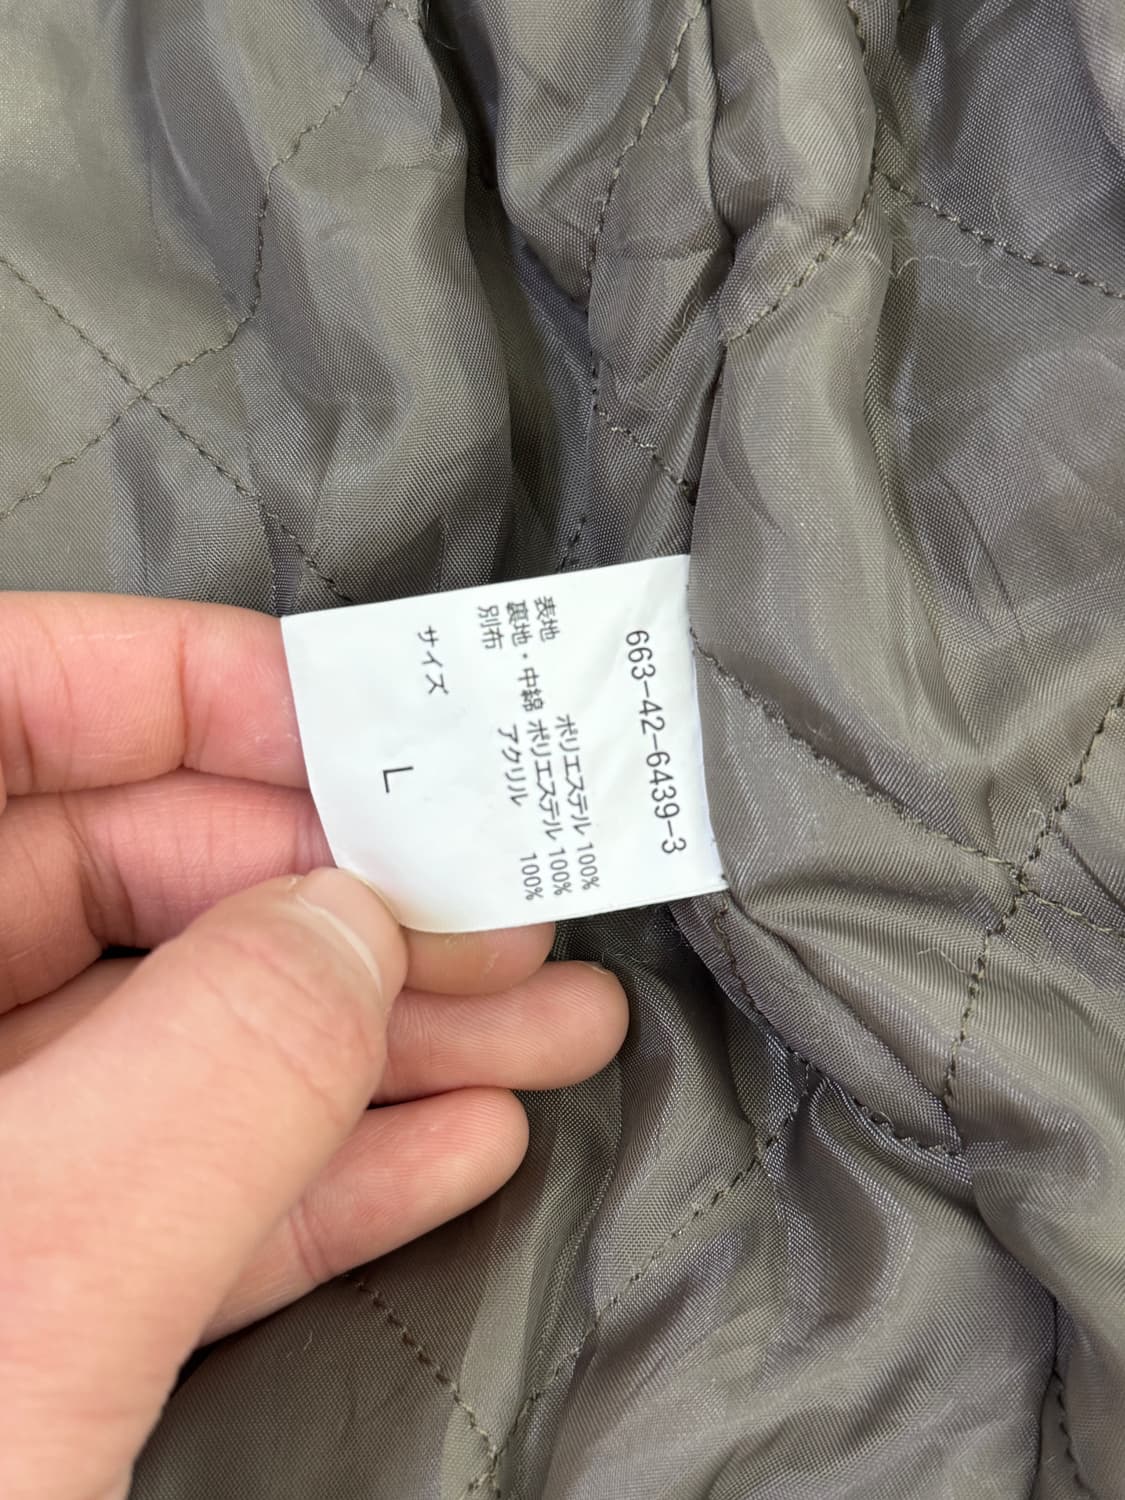 663-42-6439-3
表地 ポリエステル 100%
裏地・中綿 ポリエステル 100%
別布 アクリル 100%
サイズ L